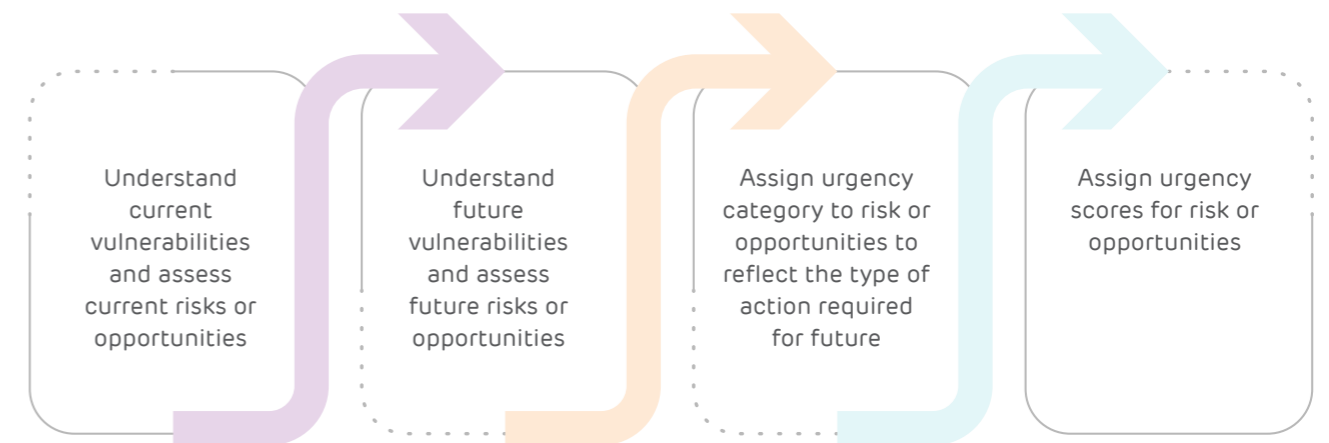 Understand
current
vulnerabilities
and assess
current risks or
opportunities
Understand
future
vulnerabilities
and assess
future risks or
opportunities
Assign urgency
category to risk or
opportunities to
reflect the type of
action required
for future
Assign urgency
scores for risk or
opportunities